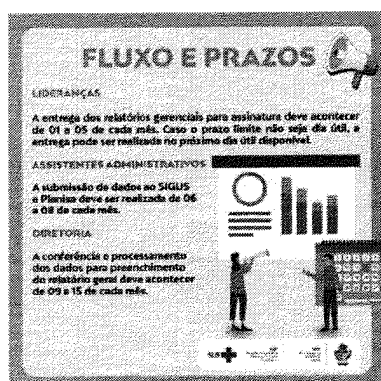 FLUXO E PRAZOS
LIDERANÇAS
A entrega dos relatórios gerenciais para assinatura deve acontecer
de 01 a 05 de cada mês. Caso o prazo limite não seja dia útil, a
entrega pode ser realizada no próximo dia útil disponível.
ASSISTENTES ADMINISTRATIVOS
A submissão de dados ao SIGUS
e Planisa deve ser realizada de 06
a 08 de cada mês.
DIRETORIA
A conferência e processamento
dos dados para preenchimento
do relatório geral deve acontecer
de 09 a 15 de cada mês.
SUS